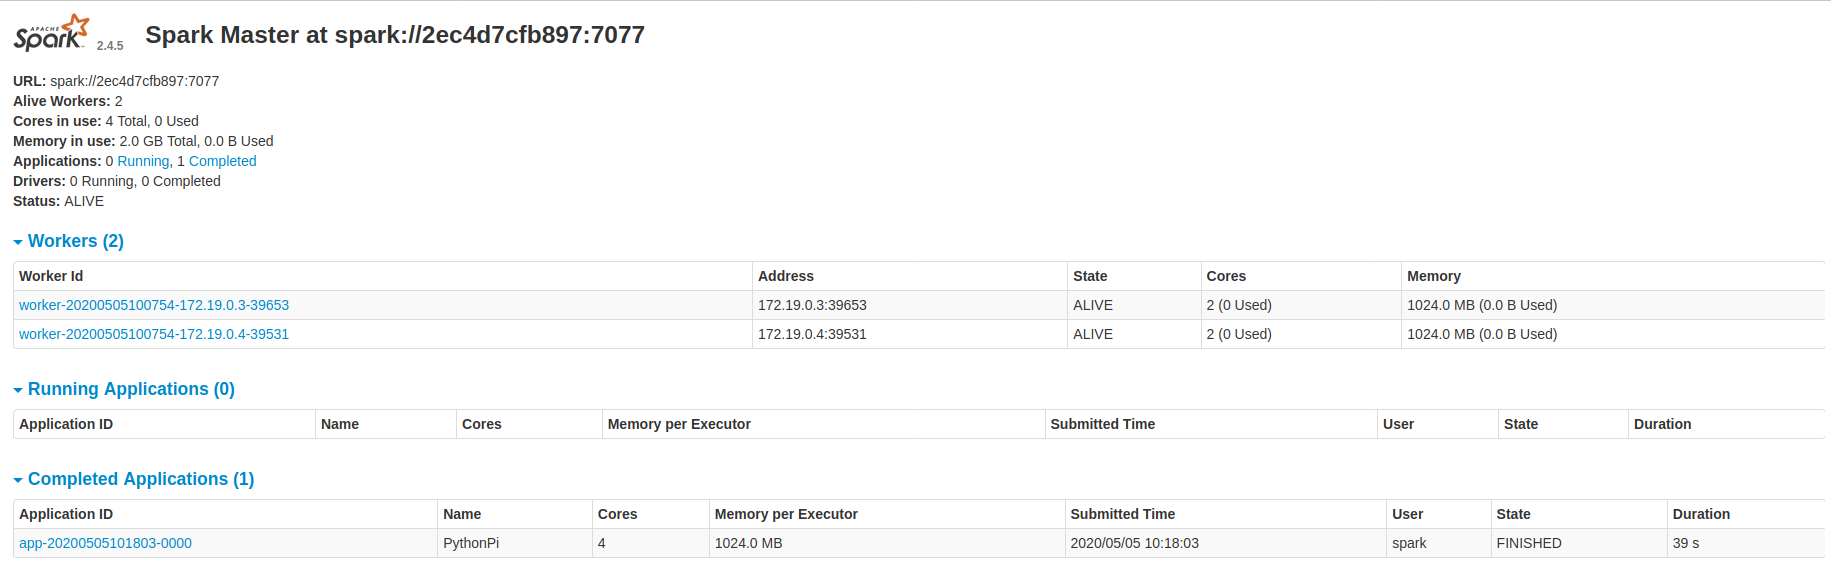 APACHE
Spark 2.4.5 Spark Master at spark://2ec4d7cfb897:7077
URL: spark://2ec4d7cfb897:7077
Alive Workers: 2
Cores in use: 4 Total, 0 Used
Memory in use: 2.0 GB Total, 0.0 B Used
Applications: 0 Running, 1 Completed
Drivers: 0 Running, 0 Completed
Status: ALIVE
Workers (2)
Worker Id Address State Cores Memory
worker-20200505100754-172.19.0.3-39653 172.19.0.3:39653 ALIVE 2 (0 Used) 1024.0 MB (0.0 B Used)
worker-20200505100754-172.19.0.4-39531 172.19.0.4:39531 ALIVE 2 (0 Used) 1024.0 MB (0.0 B Used)
Running Applications (0)
Application ID Name Cores Memory per Executor Submitted Time User State Duration
Completed Applications (1)
Application ID Name Cores Memory per Executor Submitted Time User State Duration
app-20200505101803-0000 PythonPi 4 1024.0 MB 2020/05/05 10:18:03 spark FINISHED 39 s